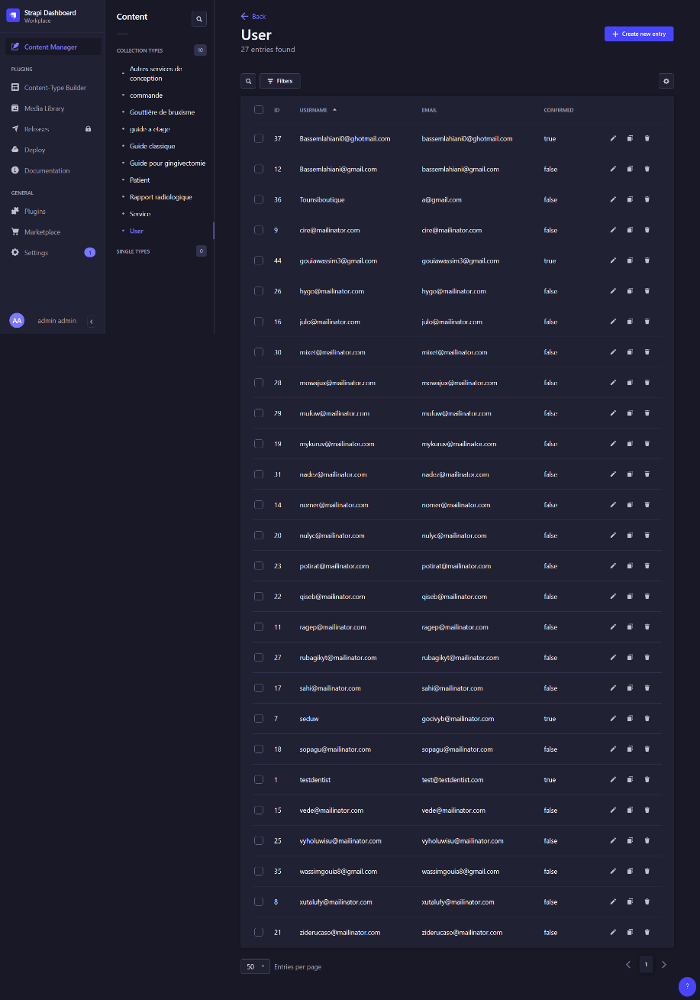 Strapi Dashboard
Workplace
Content Manager
PLUGINS
Content-Type Builder
Media Library
Releases
Deploy
Documentation
GENERAL
Plugins
Marketplace
Settings
1
AA
admin admin
Content
COLLECTION TYPES
10
Autres services de
conception
commande
Gouttière de bruxisme
guide a etage
Guide classique
Guide pour gingivectomie
Patient
Rapport radiologique
Service
User
SINGLE TYPES
0
Back
User
27 entries found
Create new entry
Filters
ID USERNAME EMAIL CONFIRMED
37 Bassemlahiani0@ghotmail.com bassemlahiani0@ghotmail.com true
12 Bassemlahiani@gmail.com bassemlahiani@gmail.com false
36 Tounsiboutique a@gmail.com false
9 cire@mailinator.com cire@mailinator.com false
44 gouiawassim3@gmail.com gouiawassim3@gmail.com true
26 hygo@mailinator.com hygo@mailinator.com false
16 julo@mailinator.com julo@mailinator.com false
30 mixet@mailinator.com mixet@mailinator.com false
28 mowajux@mailinator.com mowajux@mailinator.com false
29 mufuw@mailinator.com mufuw@mailinator.com false
19 mykuruv@mailinator.com mykuruv@mailinator.com false
31 nadez@mailinator.com nadez@mailinator.com false
14 nomer@mailinator.com nomer@mailinator.com false
20 nulyc@mailinator.com nulyc@mailinator.com false
23 potirat@mailinator.com potirat@mailinator.com false
22 qiseb@mailinator.com qiseb@mailinator.com false
11 ragep@mailinator.com ragep@mailinator.com false
27 rubagikyt@mailinator.com rubagikyt@mailinator.com false
17 sahi@mailinator.com sahi@mailinator.com false
7 seduw gocivyb@mailinator.com true
18 sopagu@mailinator.com sopagu@mailinator.com false
1 testdentist test@testdentist.com true
15 vede@mailinator.com vede@mailinator.com false
25 vyholuwisu@mailinator.com vyholuwisu@mailinator.com false
35 wassimgouia8@gmail.com wassimgouia8@gmail.com false
8 xutalufy@mailinator.com xutalufy@mailinator.com false
21 ziderucaso@mailinator.com ziderucaso@mailinator.com false
50 Entries per page
1
?